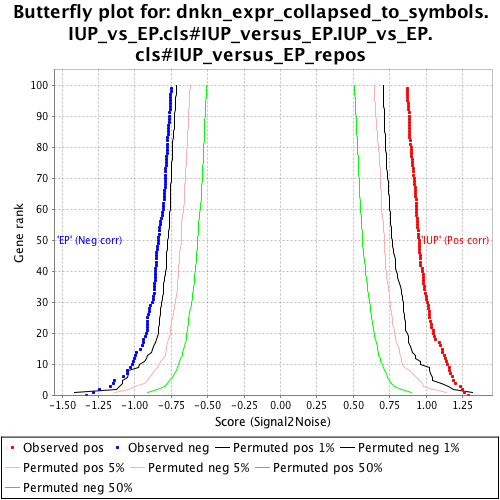 Butterfly plot for: dnkn_expr_collapsed_to_symbols.
IUP_vs_EP.cls#IUP_versus_EP.IUP_vs_EP.
cls#IUP_versus_EP_repos
100
90
80
70
60
50
40
30
20
10
0
Gene rank
'EP' (Neg corr)
'IUP' (Pos corr)
-1.50 -1.25 -1.00 -0.75 -0.50 -0.25 0.00 0.25 0.50 0.75 1.00 1.25
Score (Signal2Noise)
Observed pos Observed neg Permuted pos 1% Permuted neg 1%
Permuted pos 5% Permuted neg 5% Permuted pos 50%
Permuted neg 50%